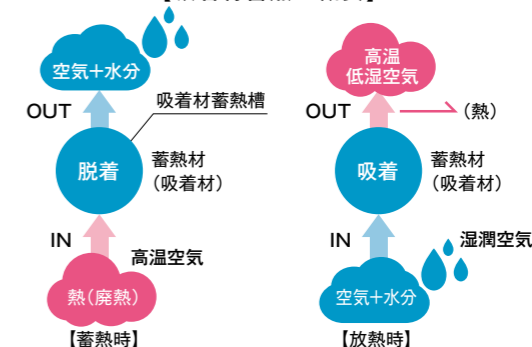 空気＋水分
OUT
吸着材蓄熱槽
脱着
蓄熱材
（吸着材）
IN
高温空気
熱（廃熱）
【蓄熱時】
高温
低湿空気
OUT
（熱）
吸着
蓄熱材
（吸着材）
IN
湿潤空気
空気＋水分
【放熱時】